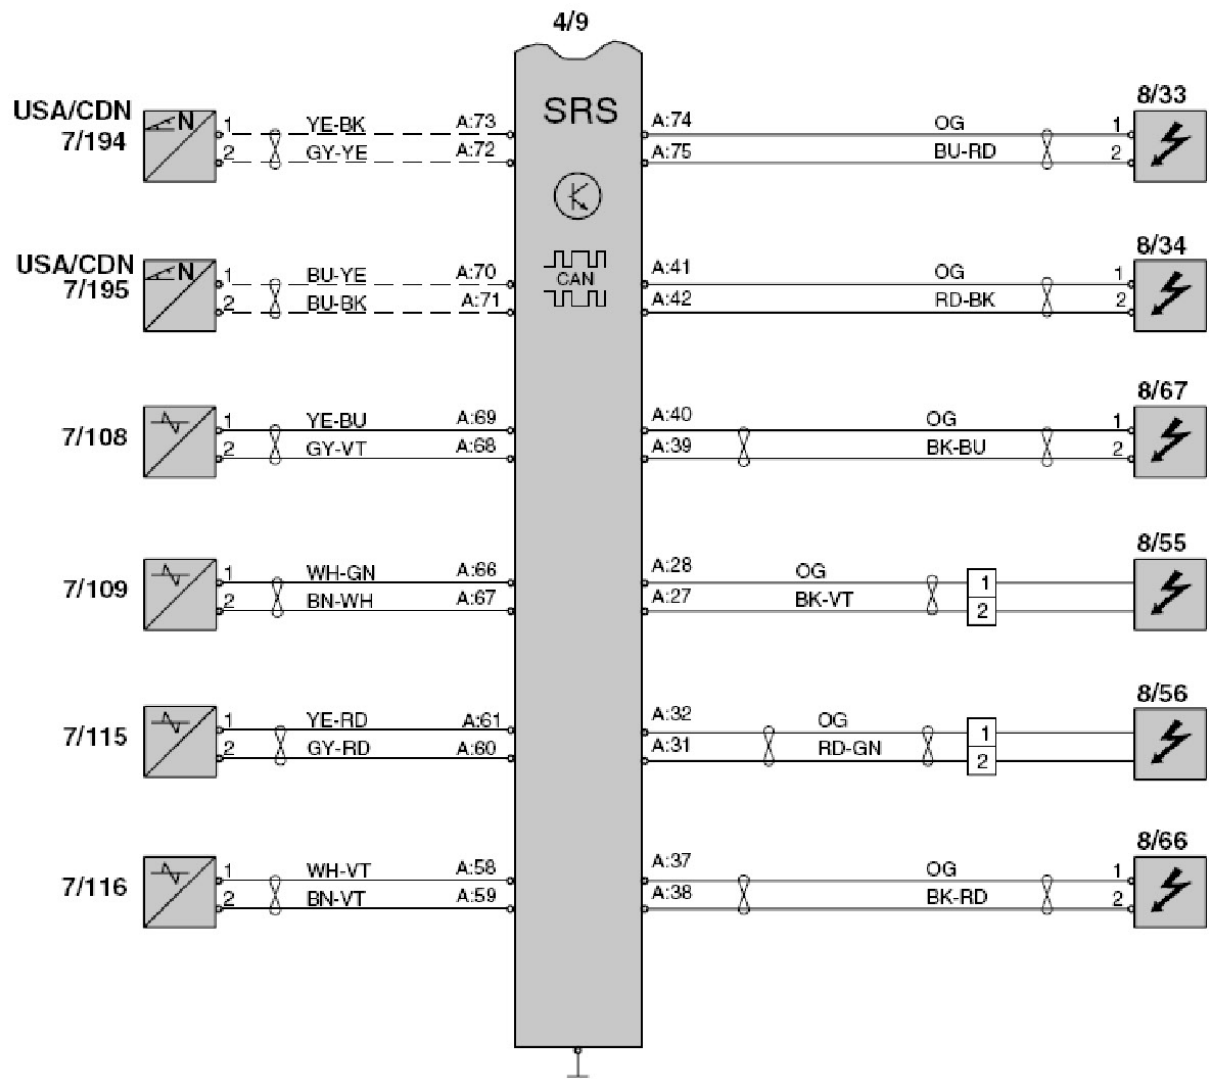 4/9
SRS
CAN
USA/CDN
7/194
N
1 YE-BK A:73
2 GY-YE A:72
USA/CDN
7/195
N
1 BU-YE A:70
2 BU-BK A:71
7/108
1 YE-BU A:69
2 GY-VT A:68
7/109
1 WH-GN A:66
2 BN-WH A:67
7/115
1 YE-RD A:61
2 GY-RD A:60
7/116
1 WH-VT A:58
2 BN-VT A:59
8/33
A:74 OG 1
A:75 BU-RD 2
8/34
A:41 OG 1
A:42 RD-BK 2
8/67
A:40 OG 1
A:39 BK-BU 2
8/55
A:28 OG 1
A:27 BK-VT 2
8/56
A:32 OG 1
A:31 RD-GN 2
8/66
A:37 OG 1
A:38 BK-RD 2